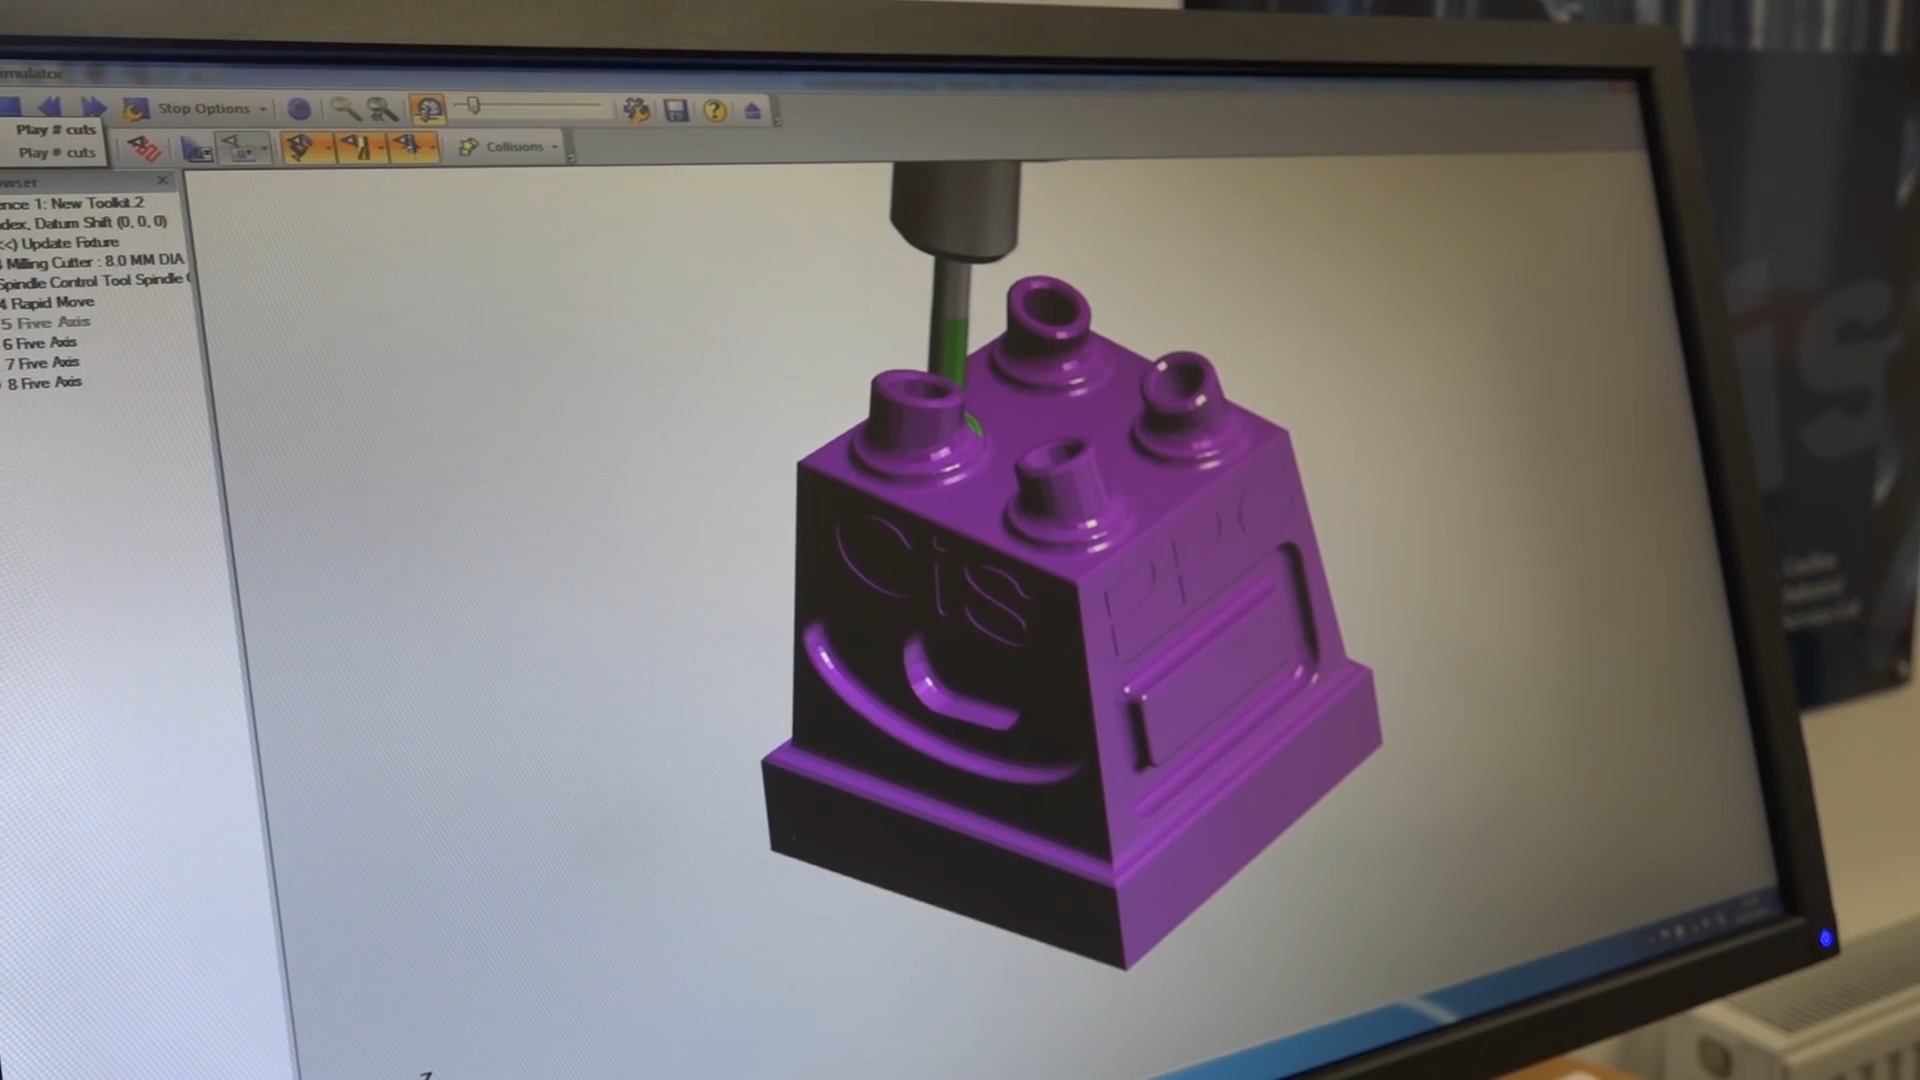 imulator
Stop Options
Play # cuts
Play # cuts
Collisions
owser
ence 1: New Toolkit.2
dex, Datum Shift (0, 0, 0)
<<) Update Fixture
Milling Cutter : 8.0 MM DIA
Spindle Control Tool Spindle
4 Rapid Move
5 Five Axis
6 Five Axis
7 Five Axis
8 Five Axis
Cis
PPC